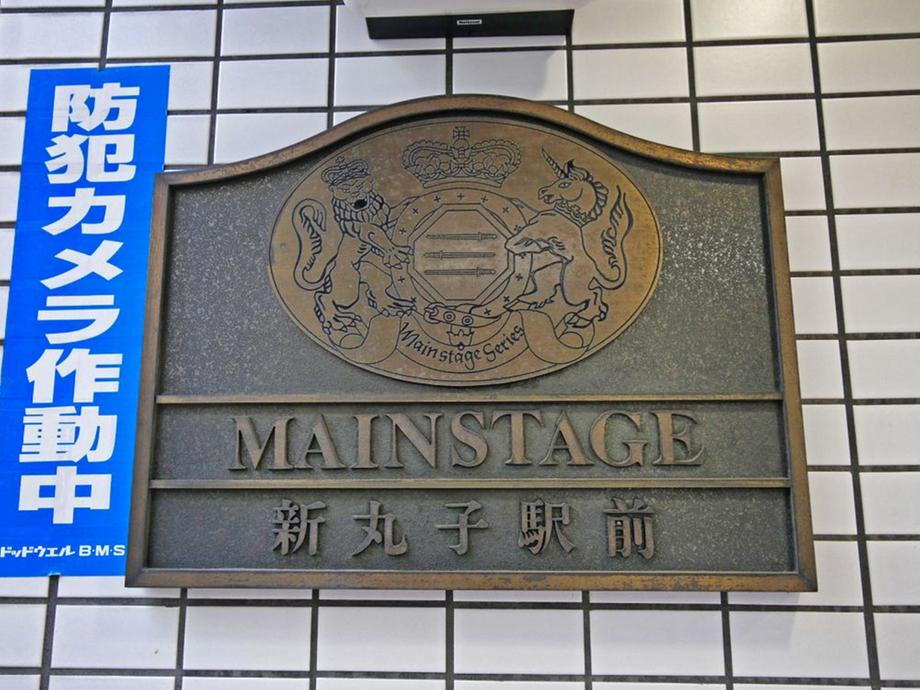 National
防犯カメラ作動中
ドッドウエル B·M·S
Mainstage Series
MAINSTAGE
新丸子駅前